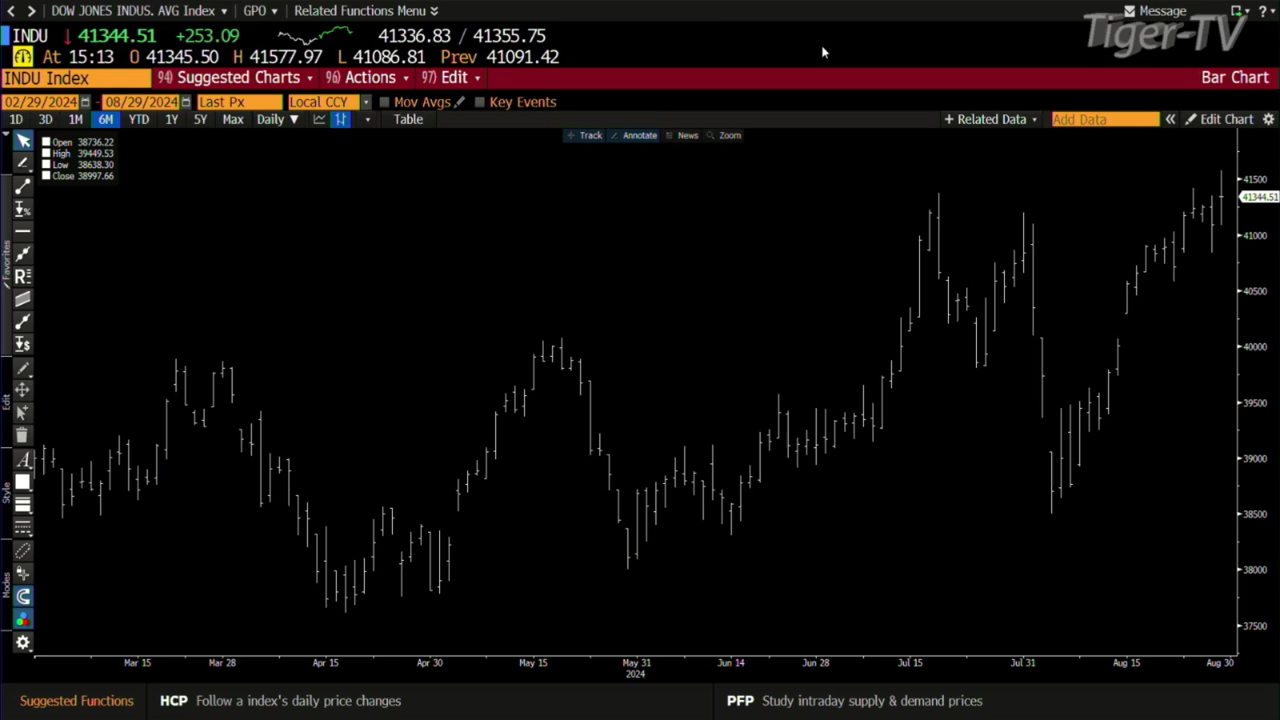 DOW JONES INDUS. AVG Index GPO Related Functions Menu Message ?
Tiger-TV
INDU 41344.51 +253.09 41336.83 / 41355.75
At 15:13 O 41345.50 H 41577.97 L 41086.81 Prev 41091.42
INDU Index 94) Suggested Charts 96) Actions 97) Edit Bar Chart
02/29/2024 - 08/29/2024 Last Px Local CCY Mov Avgs Key Events
1D 3D 1M 6M YTD 1Y 5Y Max Daily Table + Related Data Add Data Edit Chart
Track Annotate News Zoom
Open 38736.22
High 39449.53
Low 38638.30
Close 38997.66
Favorites
Edit
Style
Modes
41500
41344.51
41000
40500
40000
39500
39000
38500
38000
37500
Mar 15 Mar 28 Apr 15 Apr 30 May 15 May 31 Jun 14 Jun 28 Jul 15 Jul 31 Aug 15 Aug 30
2024
Suggested Functions HCP Follow a index's daily price changes PFP Study intraday supply & demand prices